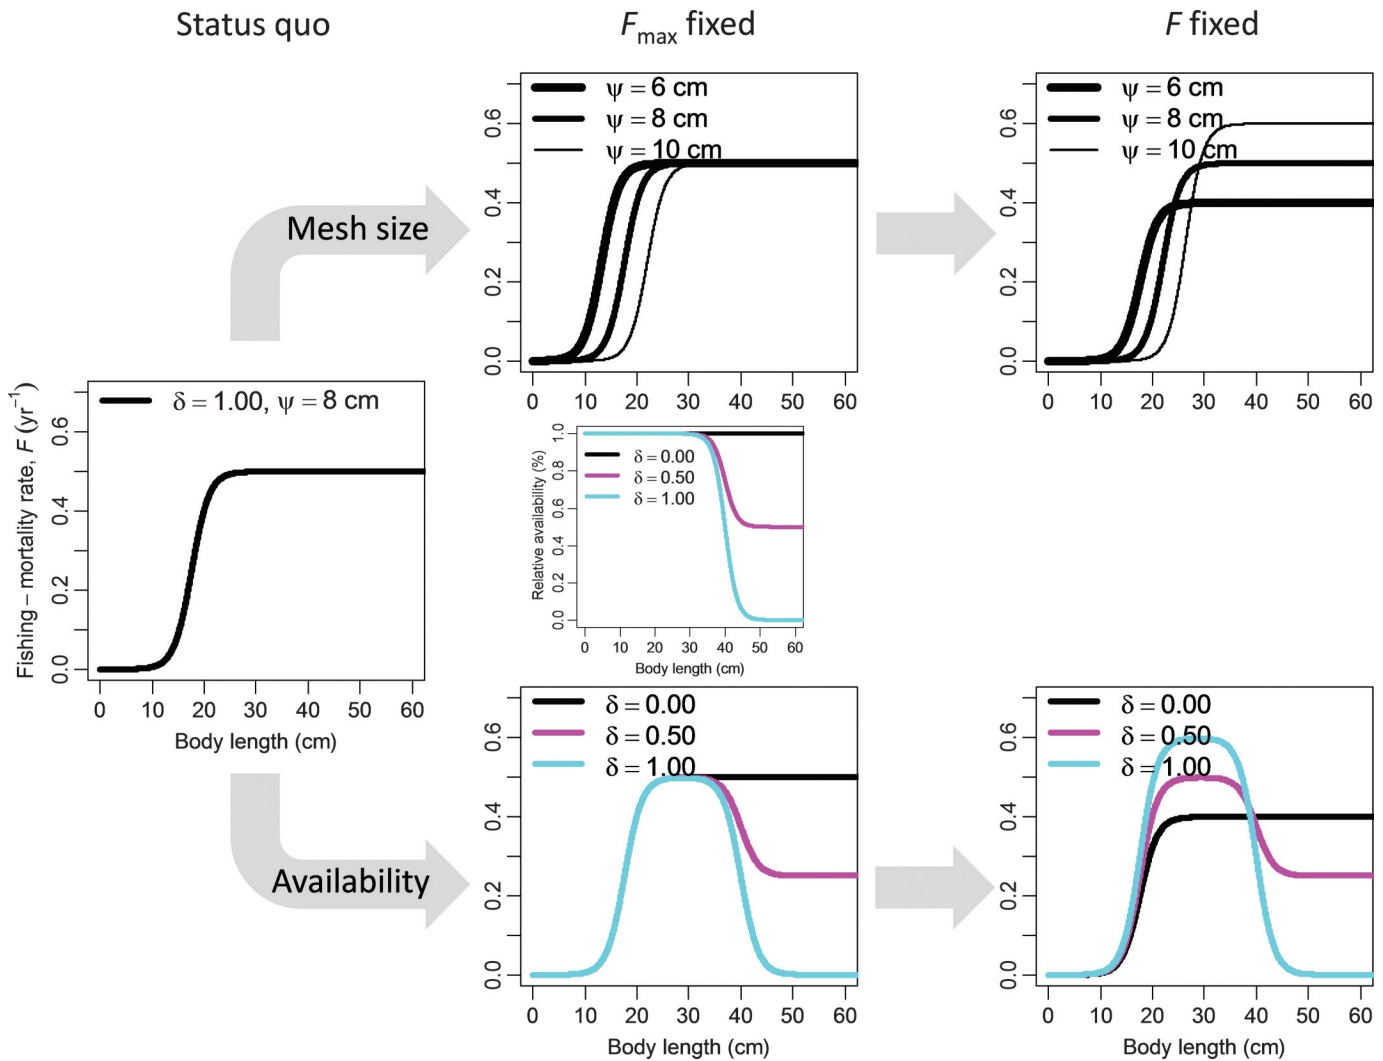 Status quo
Fmax fixed
F fixed
ψ = 6 cm
ψ = 8 cm
ψ = 10 cm
0.0 0.2 0.4 0.6
0 10 20 30 40 50 60
ψ = 6 cm
ψ = 8 cm
ψ = 10 cm
0.0 0.2 0.4 0.6
0 10 20 30 40 50 60
Mesh size
δ = 1.00, ψ = 8 cm
Fishing – mortality rate, F (yr⁻¹)
0.0 0.2 0.4 0.6
0 10 20 30 40 50 60
Body length (cm)
δ = 0.00
δ = 0.50
δ = 1.00
Relative availability (%)
0.0 0.2 0.4 0.6 0.8 1.0
0 10 20 30 40 50 60
Body length (cm)
Availability
δ = 0.00
δ = 0.50
δ = 1.00
0.0 0.2 0.4 0.6
0 10 20 30 40 50 60
Body length (cm)
δ = 0.00
δ = 0.50
δ = 1.00
0.0 0.2 0.4 0.6
0 10 20 30 40 50 60
Body length (cm)